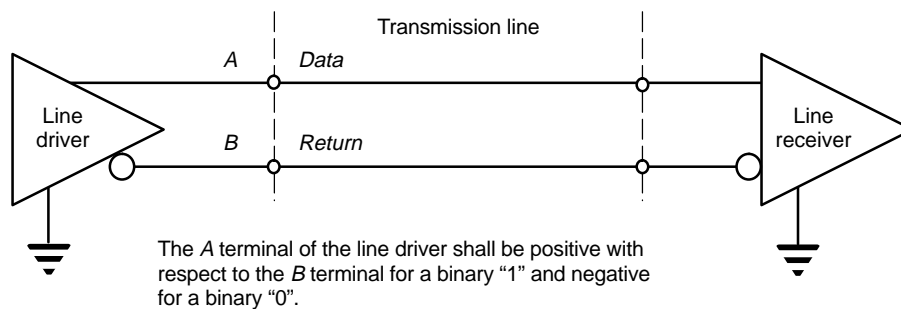 Transmission line
A Data
Line driver
B Return
Line receiver
The A terminal of the line driver shall be positive with
respect to the B terminal for a binary “1” and negative
for a binary “0”.